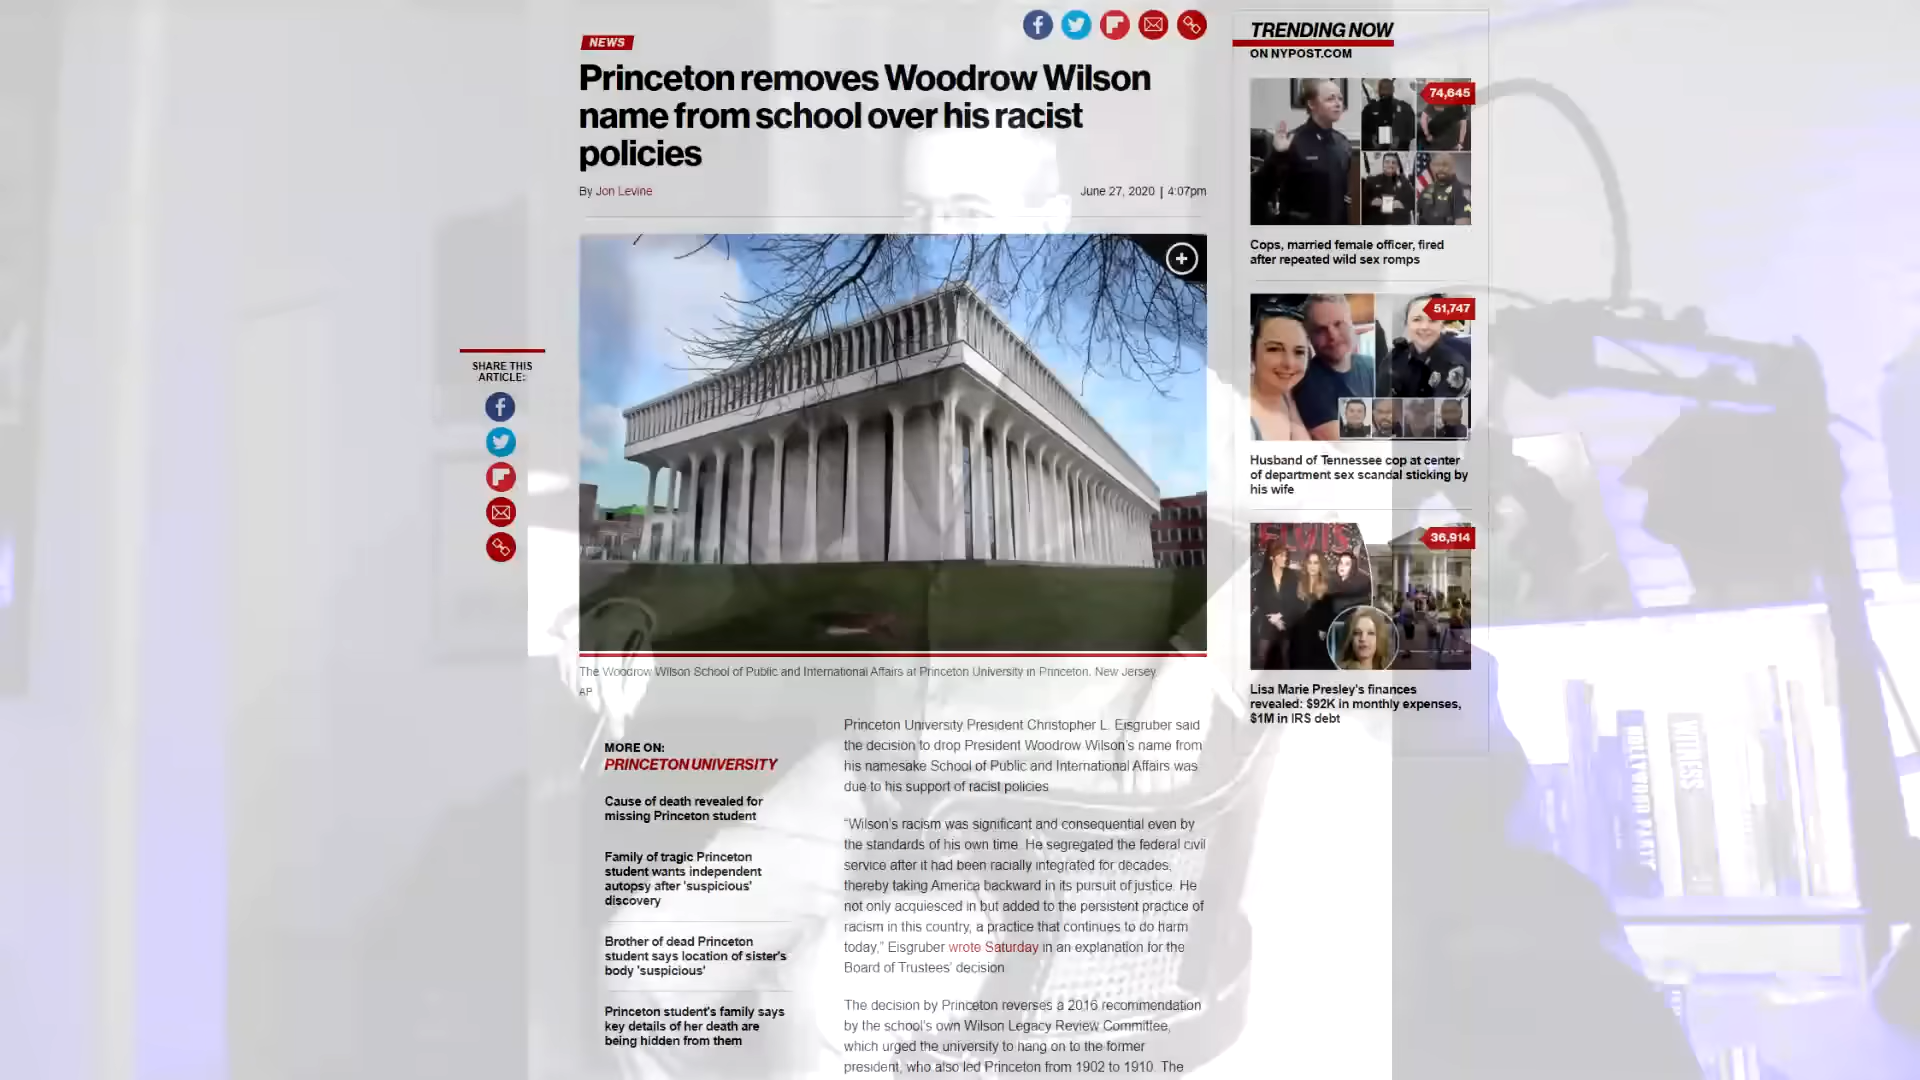 NEWS
Princeton removes Woodrow Wilson
name from school over his racist
policies
By Jon Levine
June 27, 2020 | 4:07pm
SHARE THIS
ARTICLE:
The Woodrow Wilson School of Public and International Affairs at Princeton University in Princeton, New Jersey
AP
MORE ON:
PRINCETON UNIVERSITY
Cause of death revealed for
missing Princeton student
Family of tragic Princeton
student wants independent
autopsy after 'suspicious'
discovery
Brother of dead Princeton
student says location of sister's
body 'suspicious'
Princeton student's family says
key details of her death are
being hidden from them
Princeton University President Christopher L. Eisgruber said
the decision to drop President Woodrow Wilson's name from
his namesake School of Public and International Affairs was
due to his support of racist policies
“Wilson's racism was significant and consequential even by
the standards of his own time. He segregated the federal civil
service after it had been racially integrated for decades,
thereby taking America backward in its pursuit of justice. He
not only acquiesced in but added to the persistent practice of
racism in this country, a practice that continues to do harm
today,” Eisgruber wrote Saturday in an explanation for the
Board of Trustees' decision
The decision by Princeton reverses a 2016 recommendation
by the school's own Wilson Legacy Review Committee,
which urged the university to hang on to the former
president, who also led Princeton from 1902 to 1910. The
TRENDING NOW
ON NYPOST.COM
74,645
Cops, married female officer, fired
after repeated wild sex romps
51,747
Husband of Tennessee cop at center
of department sex scandal sticking by
his wife
ELVIS
36,914
Lisa Marie Presley's finances
revealed: $92K in monthly expenses,
$1M in IRS debt
HOLLYWOOD PARTY
WITNESS